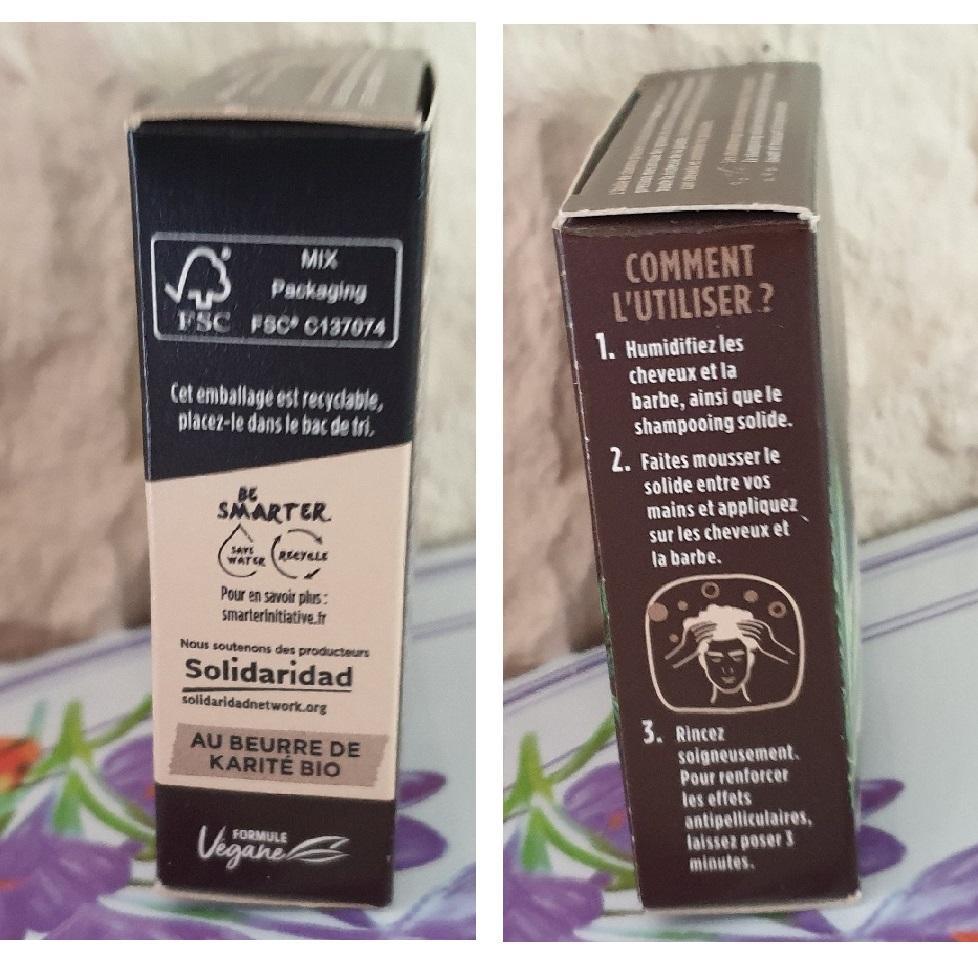 MIX
Packaging
FSC
FSC® C137074
Cet emballage est recyclable,
placez-le dans le bac de tri.
BE
SMARTER
SAVE
WATER
RECYCLE
Pour en savoir plus :
smarterinitiative.fr
Nous soutenons des producteurs
Solidaridad
solidaridadnetwork.org
AU BEURRE DE
KARITÉ BIO
FORMULE
Végane
COMMENT
L'UTILISER ?
1. Humidifiez les
cheveux et la
barbe, ainsi que le
shampooing solide.
2. Faites mousser le
solide entre vos
mains et appliquez
sur les cheveux et
la barbe.
3. Rincez
soigneusement.
Pour renforcer
les effets
antipelliculaires,
laissez poser 3
minutes.